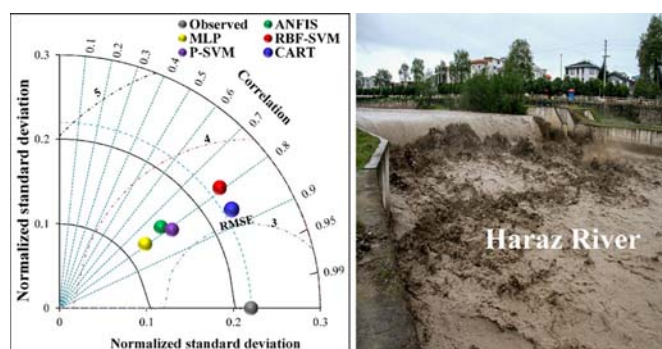 Observed
ANFIS
MLP
RBF-SVM
P-SVM
CART
0.3
0.2
0.1
0
Normalized standard deviation
0.1
0.2
0.3
0.4
0.5
0.6
0.7
0.8
0.9
0.95
0.99
Correlation
5
4
3
RMSE
0
0.1
0.2
0.3
Normalized standard deviation
Haraz River